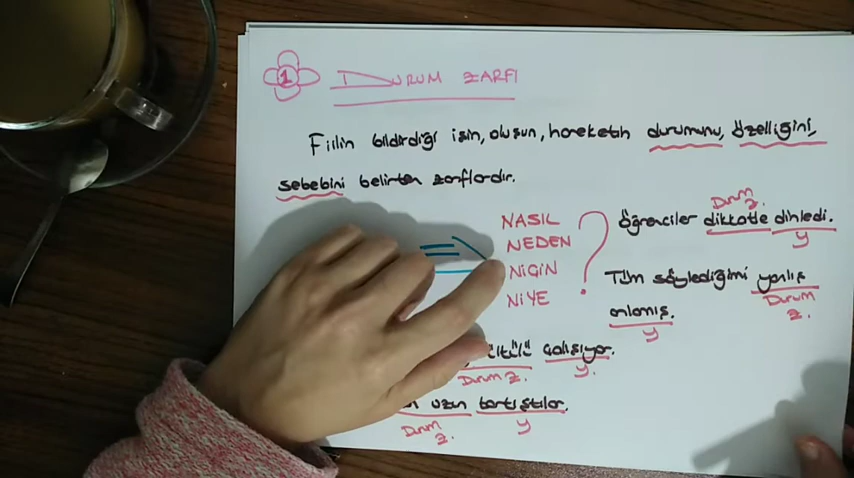 1 DURUM ZARFI
Fiilin bildirdiği işin, oluşun, hareketin durumunu, özelliğini,
sebebini belirten zarflardır.
NASIL
NEDEN
NİÇİN
NİYE
?
Öğrenciler dikkatle dinledi.
Durum Z.
Y
Tüm söylediğimi yanlış
Durum Z.
anlamış.
Y
çalışıyor.
Durum Z.
Y.
uzun tartıştılar.
Durum Z.
Y